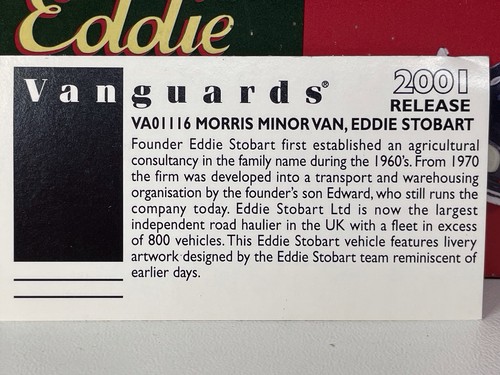 Eddie
Vanguards®
2001
RELEASE
VA01116 MORRIS MINOR VAN, EDDIE STOBART
Founder Eddie Stobart first established an agricultural
consultancy in the family name during the 1960's. From 1970
the firm was developed into a transport and warehousing
organisation by the founder's son Edward, who still runs the
company today. Eddie Stobart Ltd is now the largest
independent road haulier in the UK with a fleet in excess
of 800 vehicles. This Eddie Stobart vehicle features livery
artwork designed by the Eddie Stobart team reminiscent of
earlier days.